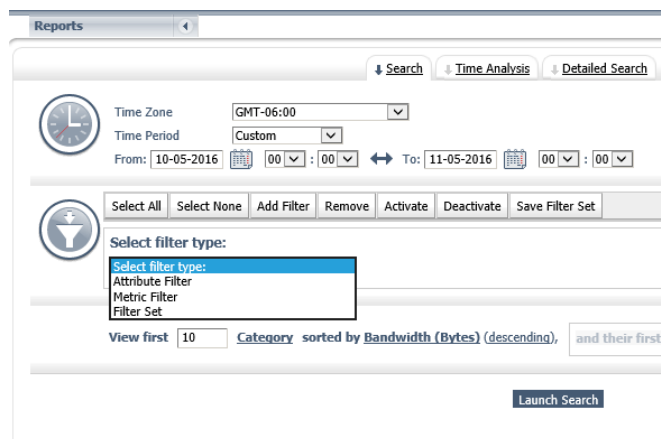 Reports
Search Time Analysis Detailed Search
Time Zone GMT-06:00
Time Period Custom
From: 10-05-2016 00 : 00 To: 11-05-2016 00 : 00
Select All Select None Add Filter Remove Activate Deactivate Save Filter Set
Select filter type:
Select filter type:
Attribute Filter
Metric Filter
Filter Set
View first 10 Category sorted by Bandwidth (Bytes) (descending), and their first
Launch Search